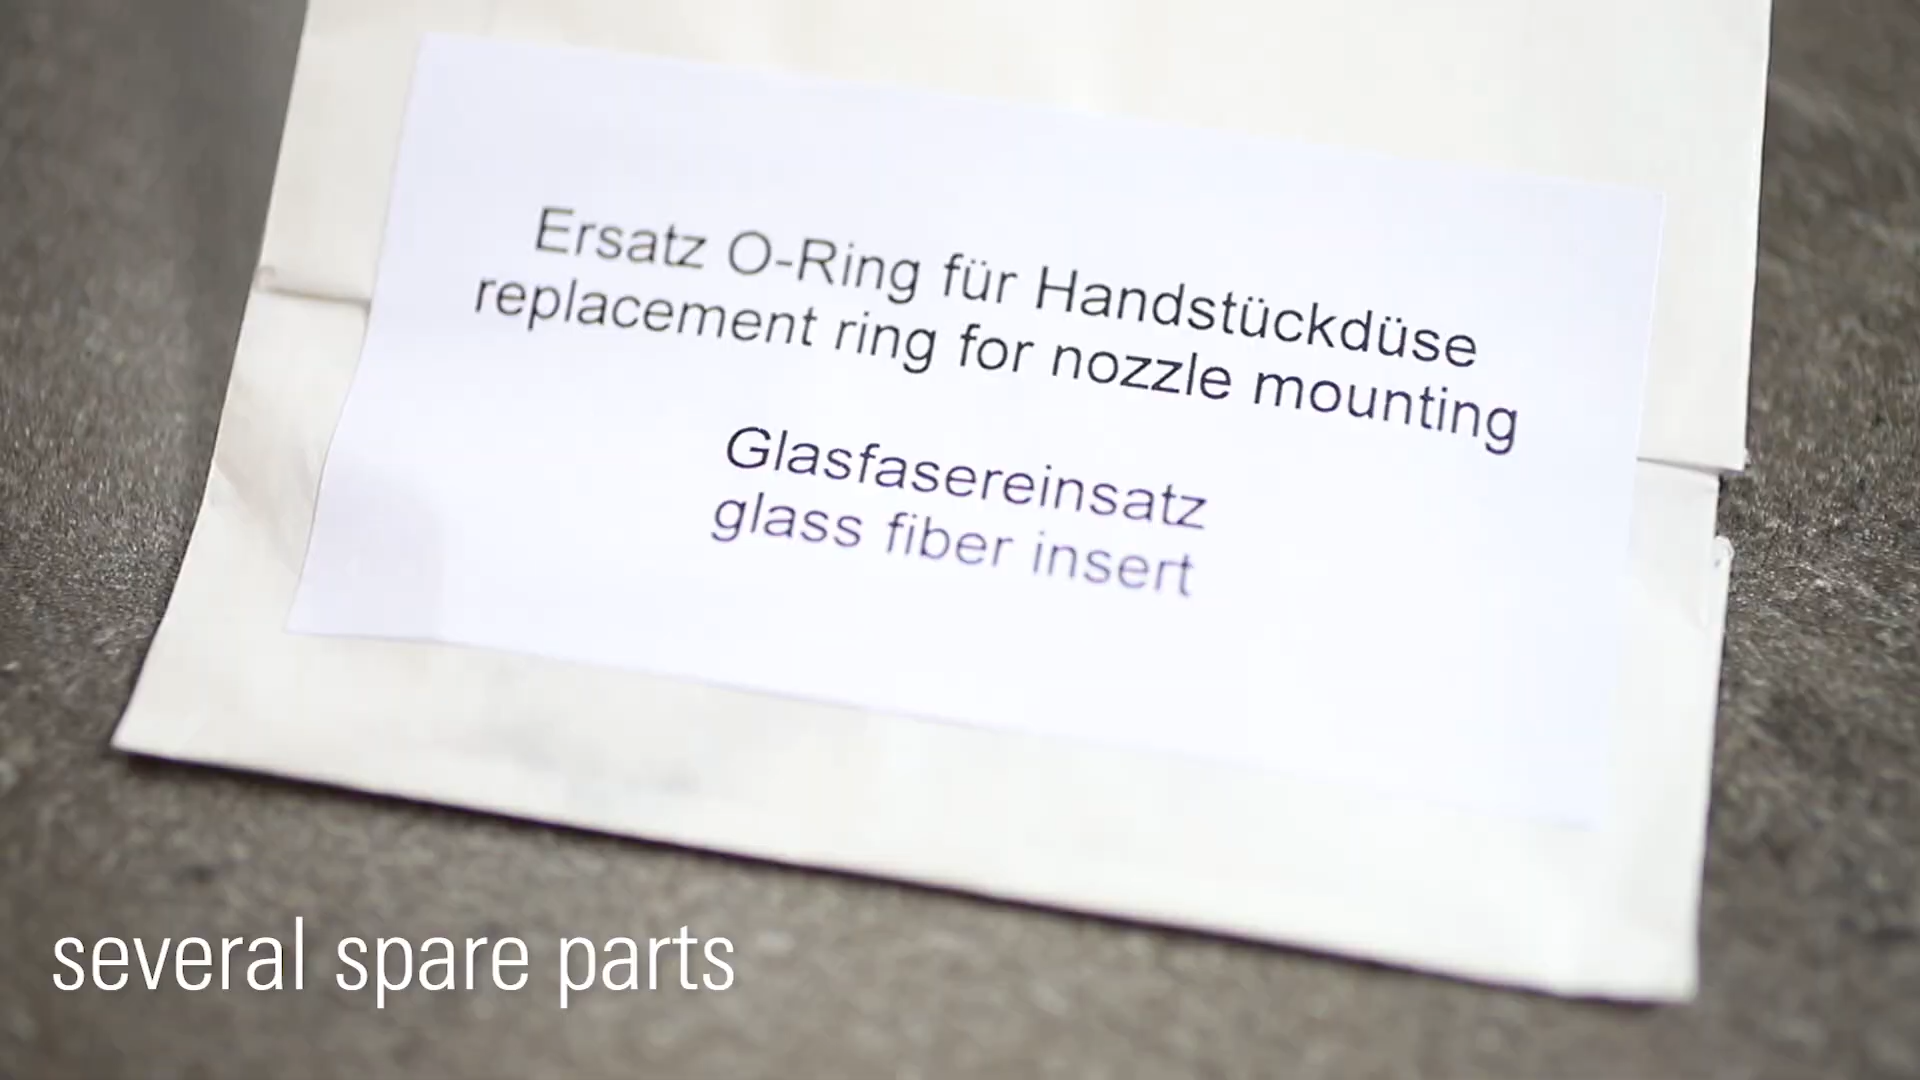 Ersatz O-Ring für Handstückdüse
replacement ring for nozzle mounting
Glasfasereinsatz
glass fiber insert
several spare parts